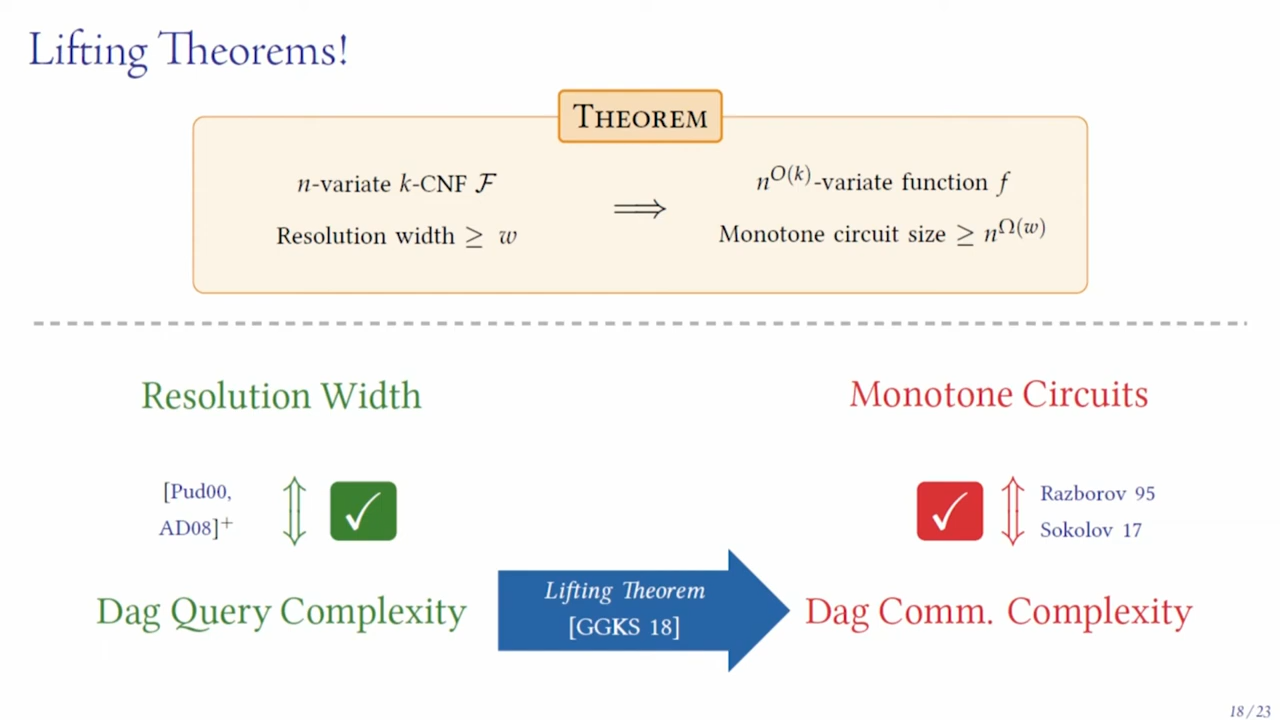 Lifting Theorems!
THEOREM
n-variate k-CNF ℱ
Resolution width ≥ w
⟹
n^{O(k)}-variate function f
Monotone circuit size ≥ n^{Ω(w)}
Resolution Width
Monotone Circuits
[Pud00,
AD08]⁺
Razborov 95
Sokolov 17
Dag Query Complexity
Lifting Theorem
[GGKS 18]
Dag Comm. Complexity
18 / 23